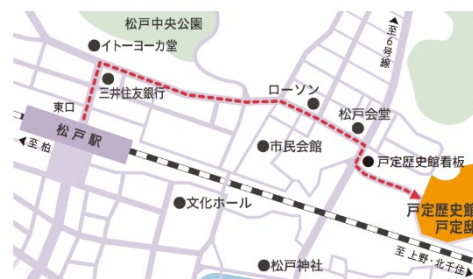 松戸中央公園
イトーヨーカ堂
至6号線
三井住友銀行
東口
ローソン
松戸会堂
松戸駅
至柏
市民会館
戸定歴史館看板
文化ホール
戸定歴史館
戸定邸
至上野・北千住
松戸神社